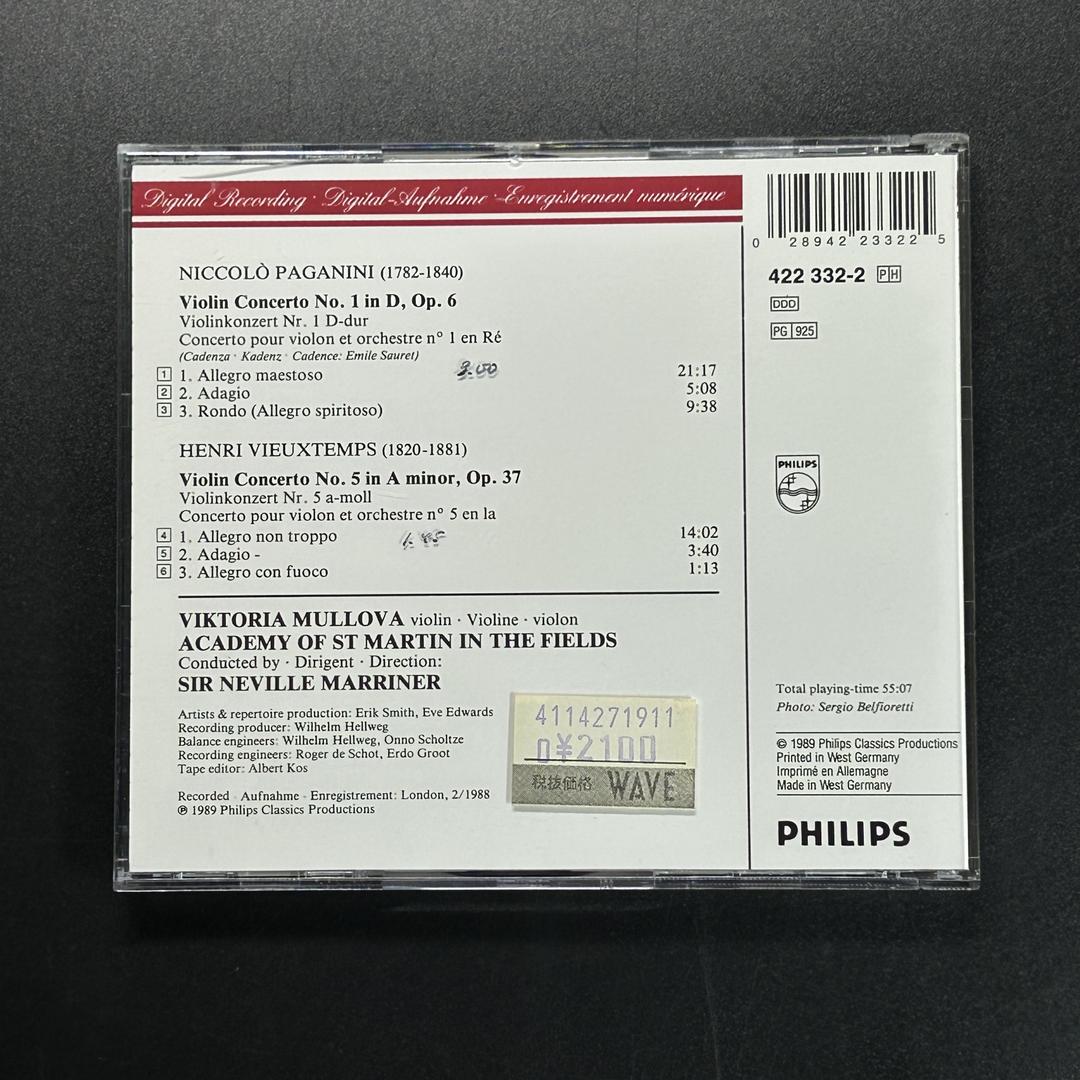 Digital Recording · Digital-Aufnahme · Enregistrement numérique
NICCOLÒ PAGANINI (1782-1840)
Violin Concerto No. 1 in D, Op. 6
Violinkonzert Nr. 1 D-dur
Concerto pour violon et orchestre n° 1 en Ré
(Cadenza · Kadenz · Cadence: Emile Sauret)
1 1. Allegro maestoso 21:17
2 2. Adagio 5:08
3 3. Rondo (Allegro spiritoso) 9:38
HENRI VIEUXTEMPS (1820-1881)
Violin Concerto No. 5 in A minor, Op. 37
Violinkonzert Nr. 5 a-moll
Concerto pour violon et orchestre n° 5 en la
4 1. Allegro non troppo 14:02
5 2. Adagio - 3:40
6 3. Allegro con fuoco 1:13
VIKTORIA MULLOVA violin · Violine · violon
ACADEMY OF ST MARTIN IN THE FIELDS
Conducted by · Dirigent · Direction:
SIR NEVILLE MARRINER
Artists & repertoire production: Erik Smith, Eve Edwards
Recording producer: Wilhelm Hellweg
Balance engineers: Wilhelm Hellweg, Onno Scholtze
Recording engineers: Roger de Schot, Erdo Groot
Tape editor: Albert Kos
Recorded · Aufnahme · Enregistrement: London, 2/1988
℗ 1989 Philips Classics Productions
4114271911
0¥2100
税抜価格 WAVE
0 28942 23322 5
422 332-2 PH
DDD
PG 925
PHILIPS
Total playing-time 55:07
Photo: Sergio Belfioretti
© 1989 Philips Classics Productions
Printed in West Germany
Imprimé en Allemagne
Made in West Germany
PHILIPS